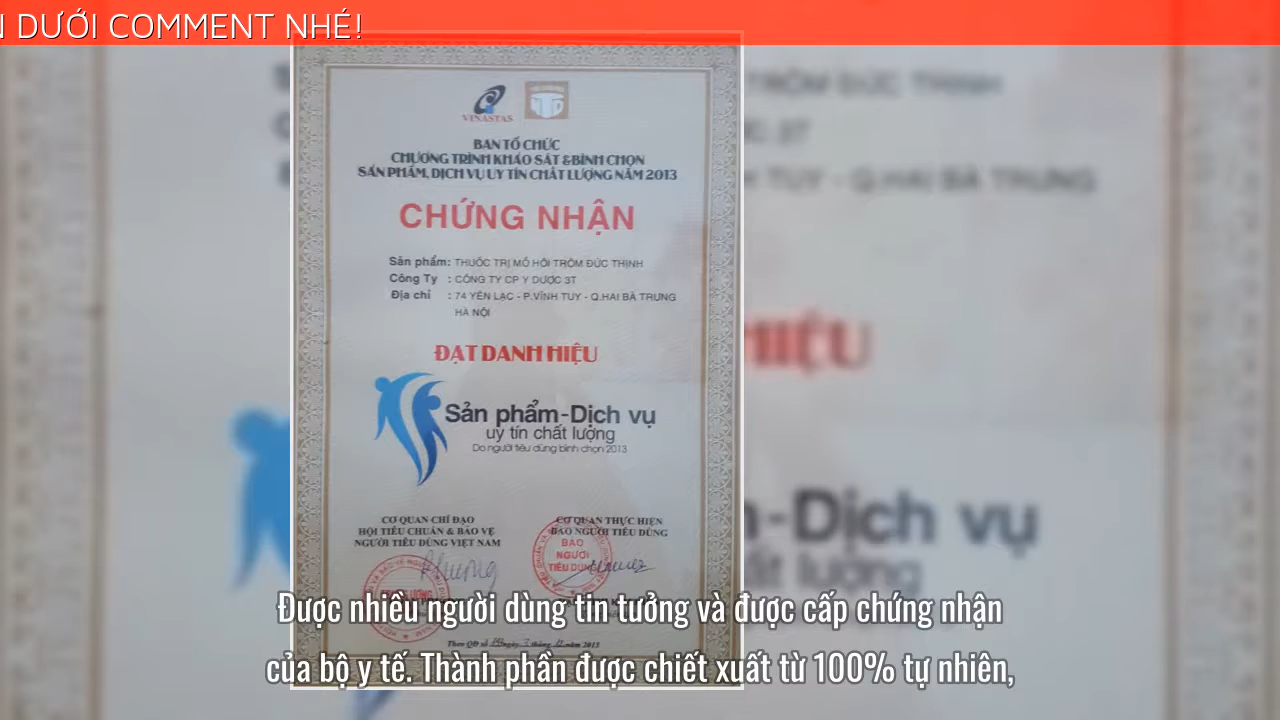 DƯỚI COMMENT NHÉ!
VINASTAS
NTD
BAN TỔ CHỨC
CHƯƠNG TRÌNH KHẢO SÁT &BÌNH CHỌN
SẢN PHẨM, DỊCH VỤ UY TÍN CHẤT LƯỢNG NĂM 2013
CHỨNG NHẬN
Sản phẩm: THUỐC TRỊ MỒ HÔI TRỘM ĐỨC THỊNH
Công Ty : CÔNG TY CP Y DƯỢC 3T
Địa chỉ : 74 YÊN LẠC - P.VĨNH TUY - Q.HAI BÀ TRƯNG
HÀ NỘI
ĐẠT DANH HIỆU
Sản phẩm-Dịch vụ
uy tín chất lượng
Do người tiêu dùng bình chọn 2013
CƠ QUAN CHỈ ĐẠO
HỘI TIÊU CHUẨN & BẢO VỆ
NGƯỜI TIÊU DÙNG VIỆT NAM
CƠ QUAN THỰC HIỆN
BÁO NGƯỜI TIÊU DÙNG
BÁO
NGƯỜI
TIÊU DÙNG
Được nhiều người dùng tin tưởng và được cấp chứng nhận
của bộ y tế. Thành phần được chiết xuất từ 100% tự nhiên,